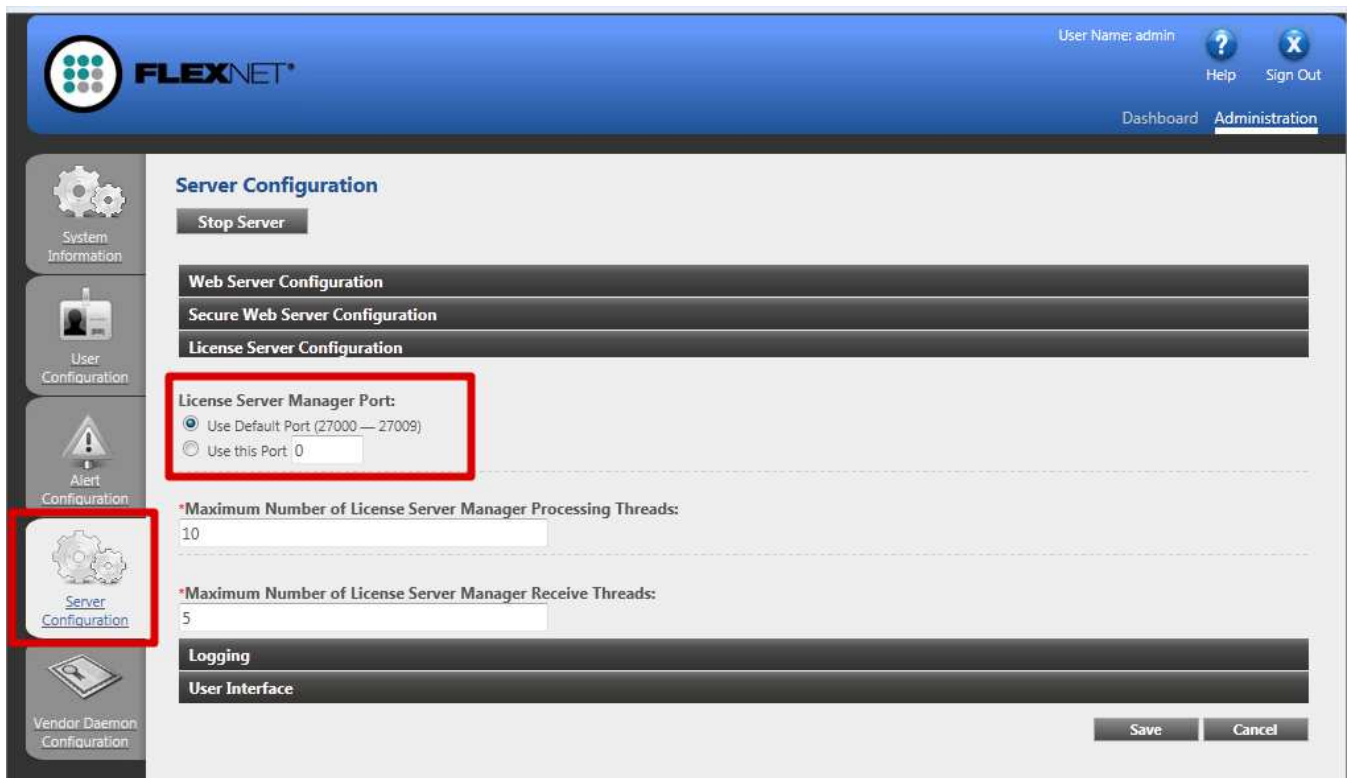 User Name: admin
FLEXNET
Help
Sign Out
Dashboard
Administration
System
Information
User
Configuration
Alert
Configuration
Server
Configuration
Vendor Daemon
Configuration
Server Configuration
Stop Server
Web Server Configuration
Secure Web Server Configuration
License Server Configuration
License Server Manager Port:
Use Default Port (27000 — 27009)
Use this Port 0
*Maximum Number of License Server Manager Processing Threads:
10
*Maximum Number of License Server Manager Receive Threads:
5
Logging
User Interface
Save
Cancel